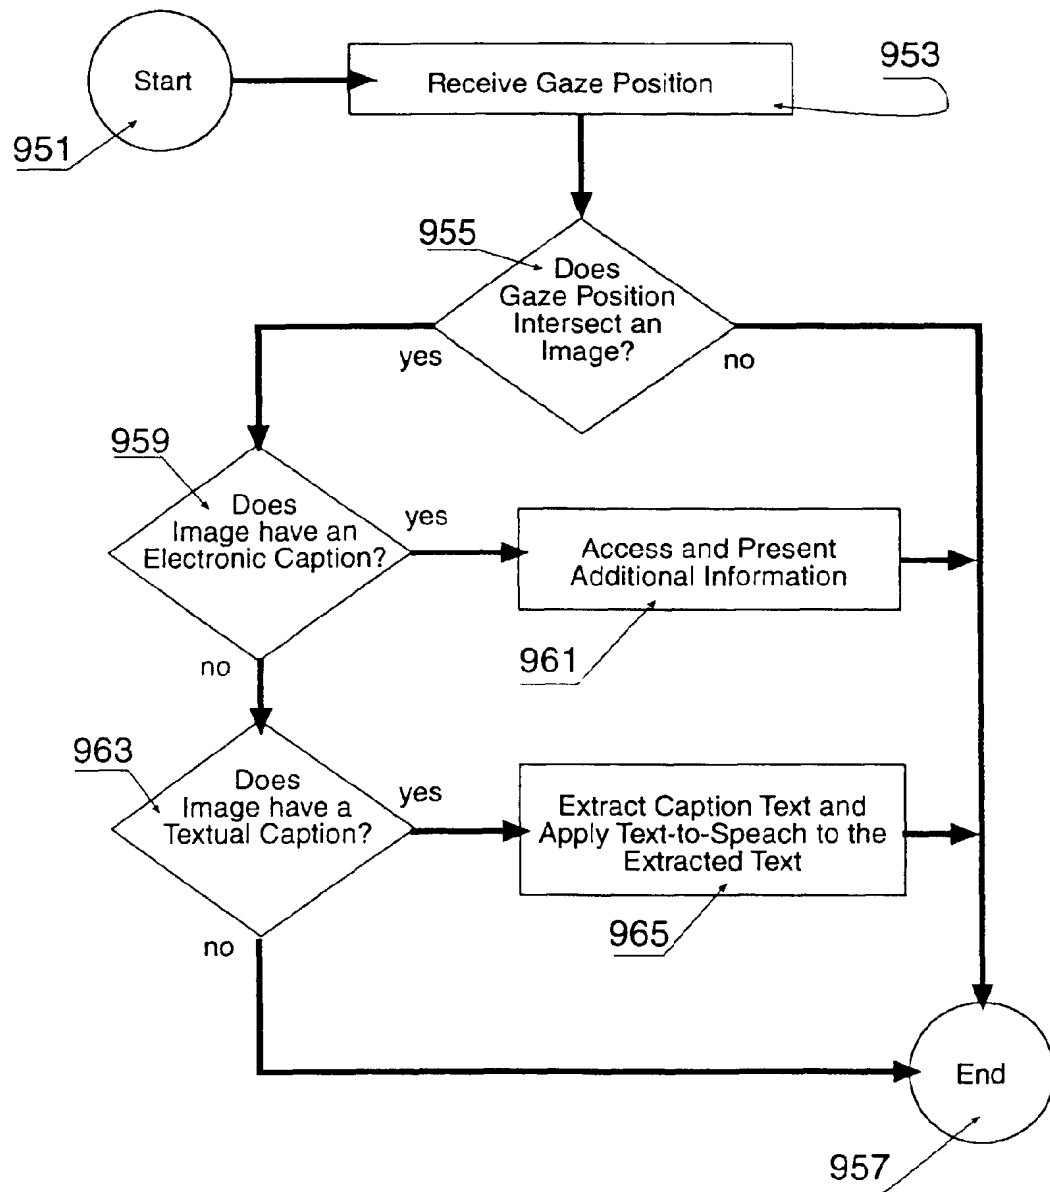 Start
951
Receive Gaze Position
953
955
Does
Gaze Position
Intersect an
Image?
yes
no
959
Does
Image have an
Electronic Caption?
yes
no
Access and Present
Additional Information
961
963
Does
Image have a
Textual Caption?
yes
no
Extract Caption Text and
Apply Text-to-Speach to the
Extracted Text
965
End
957